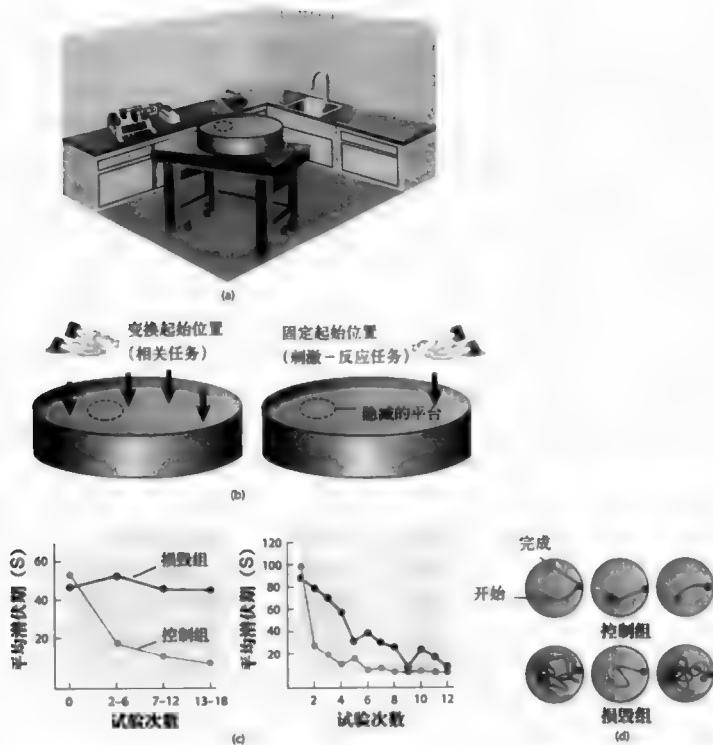 (a)
变换起始位置
(相关任务)
固定起始位置
(刺激-反应任务)
隐藏的平台
(b)
平均潜伏期 (S)
60
40
20
损毁组
控制组
0
2-6
7-12
13-18
试验次数
平均潜伏期 (S)
120
100
80
60
40
20
2
4
6
8
10
12
试验次数
(c)
完成
开始
控制组
损毁组
(d)